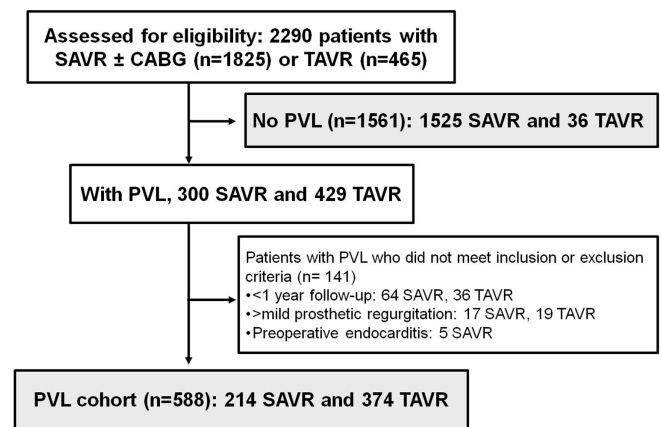 Assessed for eligibility: 2290 patients with
SAVR ± CABG (n=1825) or TAVR (n=465)
No PVL (n=1561): 1525 SAVR and 36 TAVR
With PVL, 300 SAVR and 429 TAVR
Patients with PVL who did not meet inclusion or exclusion
criteria (n= 141)
•<1 year follow-up: 64 SAVR, 36 TAVR
•>mild prosthetic regurgitation: 17 SAVR, 19 TAVR
•Preoperative endocarditis: 5 SAVR
PVL cohort (n=588): 214 SAVR and 374 TAVR